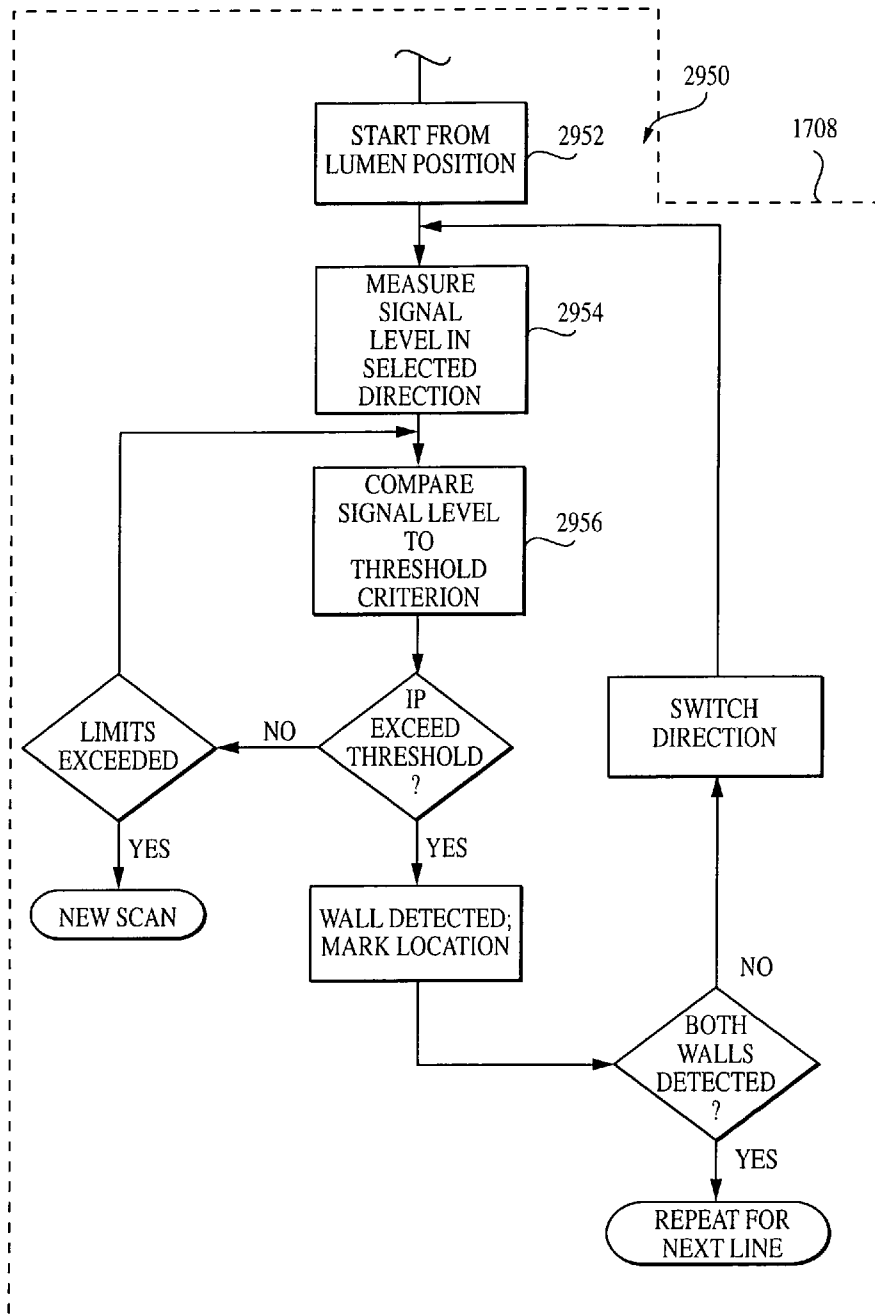 2950
1708
START FROM
LUMEN POSITION
2952
MEASURE
SIGNAL
LEVEL IN
SELECTED
DIRECTION
2954
COMPARE
SIGNAL LEVEL
TO
THRESHOLD
CRITERION
2956
LIMITS
EXCEEDED
NO
IP
EXCEED
THRESHOLD
?
SWITCH
DIRECTION
YES
YES
NEW SCAN
WALL DETECTED;
MARK LOCATION
NO
BOTH
WALLS
DETECTED
?
YES
REPEAT FOR
NEXT LINE